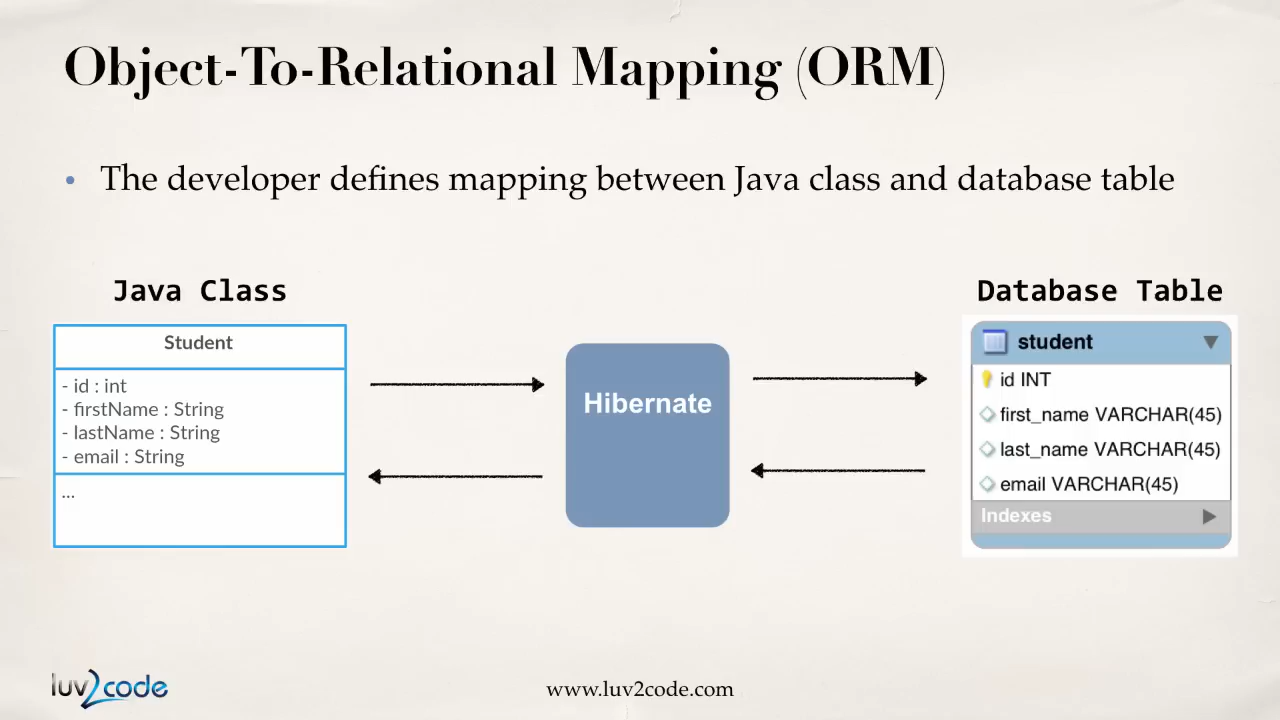 Object-To-Relational Mapping (ORM)
• The developer defines mapping between Java class and database table
Java Class
Student
- id : int
- firstName : String
- lastName : String
- email : String
...
Hibernate
Database Table
student
id INT
first_name VARCHAR(45)
last_name VARCHAR(45)
email VARCHAR(45)
Indexes
luv2code
www.luv2code.com